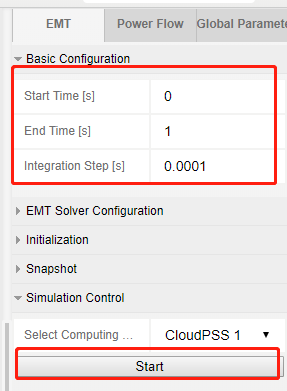 EMT Power Flow Global Paramete
Basic Configuration
Start Time [s] 0
End Time [s] 1
Integration Step [s] 0.0001
EMT Solver Configuration
Initialization
Snapshot
Simulation Control
Select Computing ... CloudPSS 1
Start